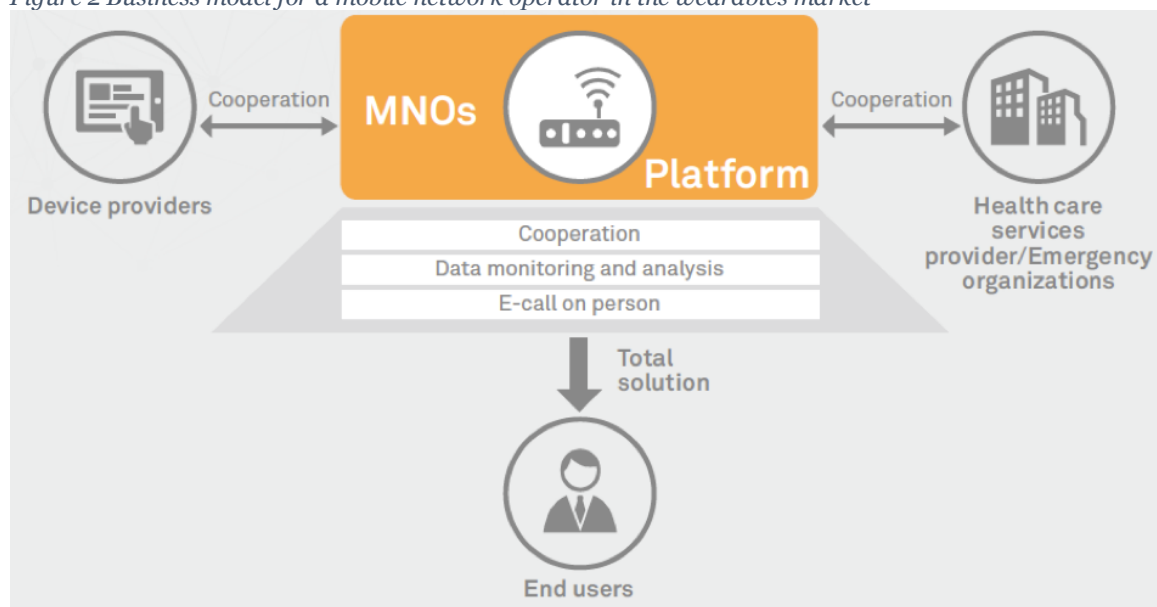 Figure 2 Business model for a mobile network operator in the wearables market
Cooperation
MNOs
Platform
Cooperation
Device providers
Health care
services
provider/Emergency
organizations
Cooperation
Data monitoring and analysis
E-call on person
Total
solution
End users